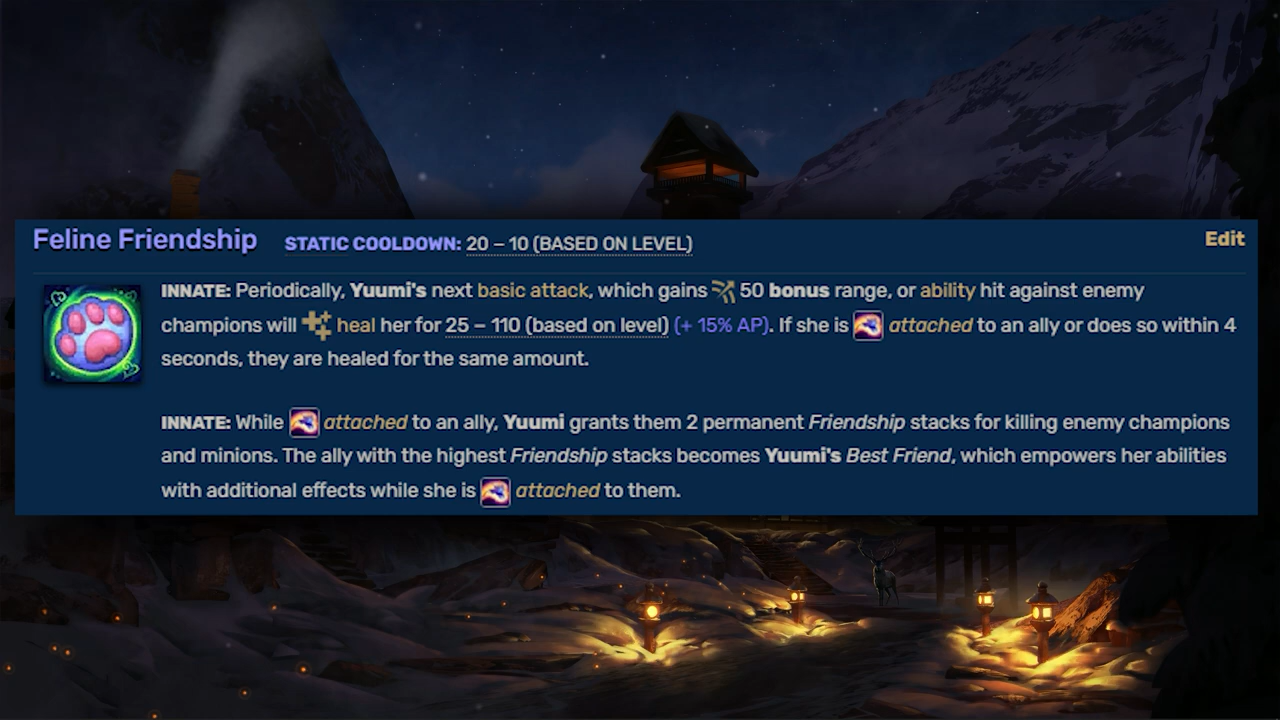 Feline Friendship STATIC COOLDOWN: 20 – 10 (BASED ON LEVEL) Edit
INNATE: Periodically, Yuumi's next basic attack, which gains 50 bonus range, or ability hit against enemy
champions will heal her for 25 – 110 (based on level) (+ 15% AP). If she is attached to an ally or does so within 4
seconds, they are healed for the same amount.
INNATE: While attached to an ally, Yuumi grants them 2 permanent Friendship stacks for killing enemy champions
and minions. The ally with the highest Friendship stacks becomes Yuumi's Best Friend, which empowers her abilities
with additional effects while she is attached to them.